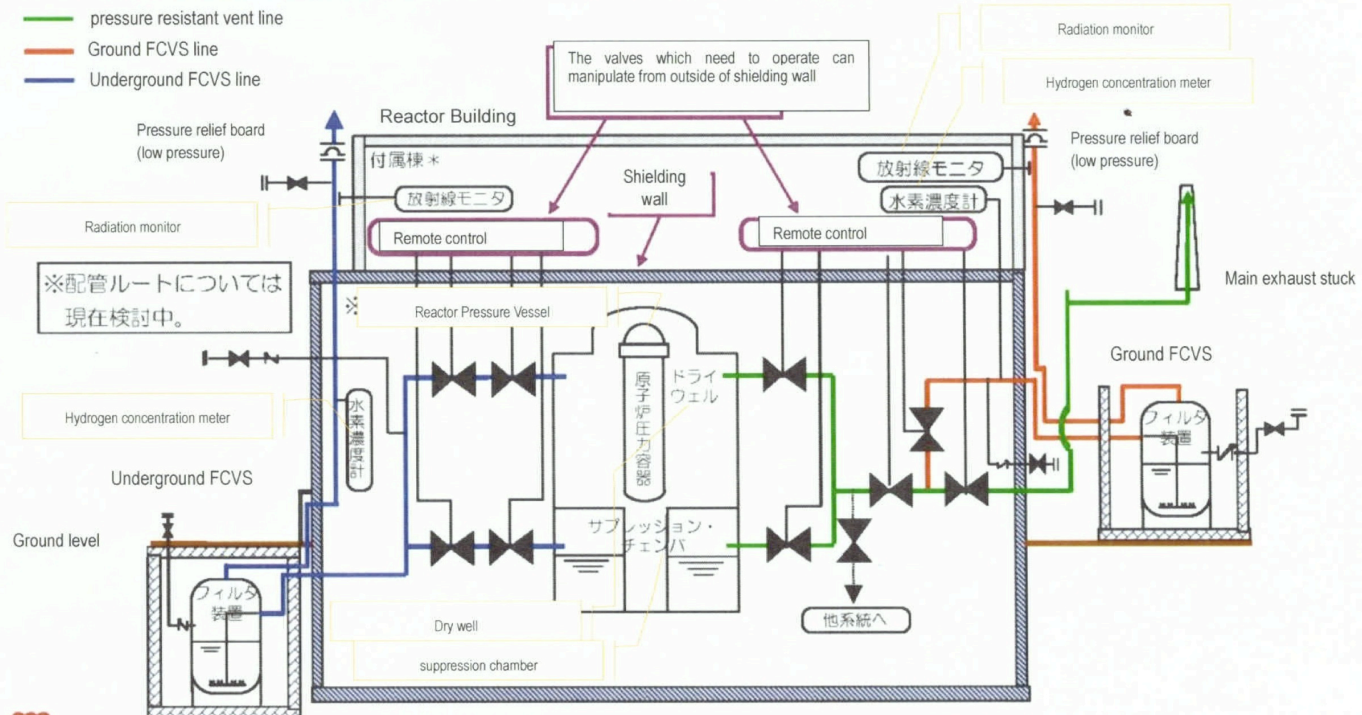 pressure resistant vent line
Ground FCVS line
Underground FCVS line
The valves which need to operate can
manipulate from outside of shielding wall
Radiation monitor
Hydrogen concentration meter
Pressure relief board
(low pressure)
Reactor Building
Pressure relief board
(low pressure)
付属棟*
放射線モニタ
Shielding
wall
放射線モニタ
水素濃度計
Radiation monitor
Remote control
Remote control
Main exhaust stuck
※配管ルートについては
現在検討中。
※
Reactor Pressure Vessel
Ground FCVS
原子炉圧力容器
ドライ
ウェル
Hydrogen concentration meter
水素濃度計
フィルタ
装置
Underground FCVS
Ground level
サプレッション・
チェンバ
フィルタ
装置
他系統へ
Dry well
suppression chamber